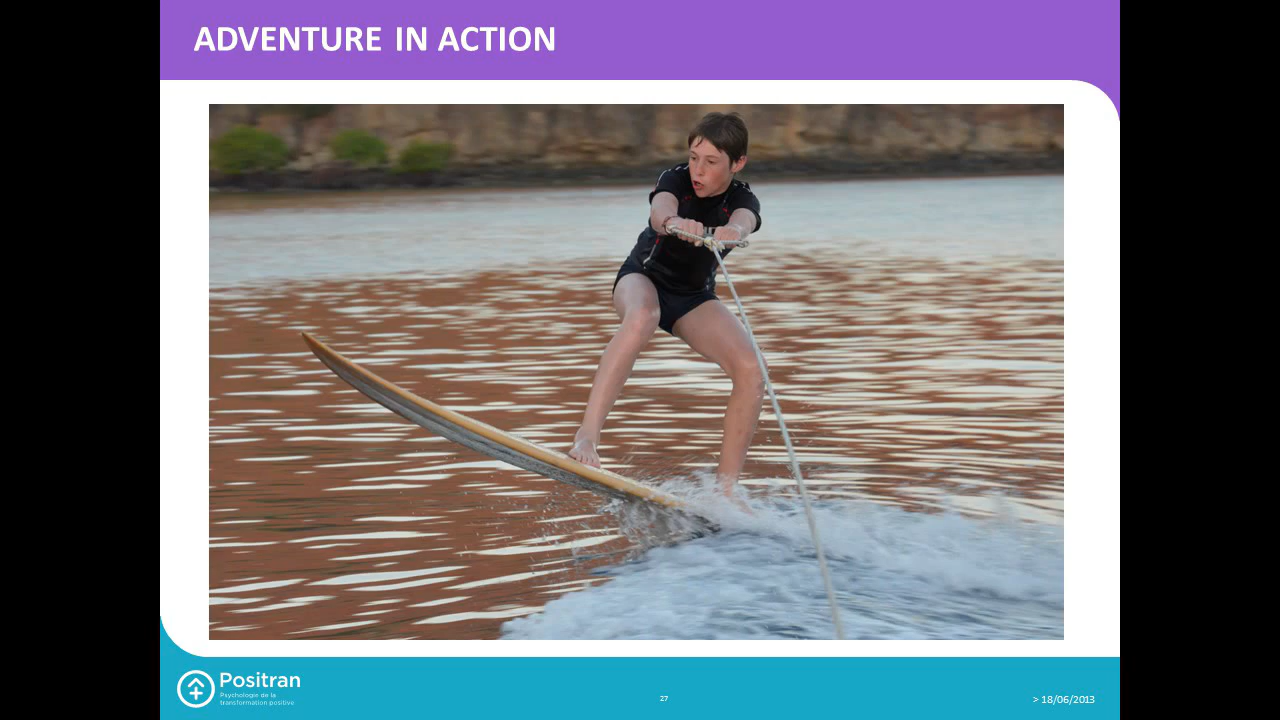 ADVENTURE IN ACTION
Positran
Psychologie de la
transformation positive
27
> 18/06/2013